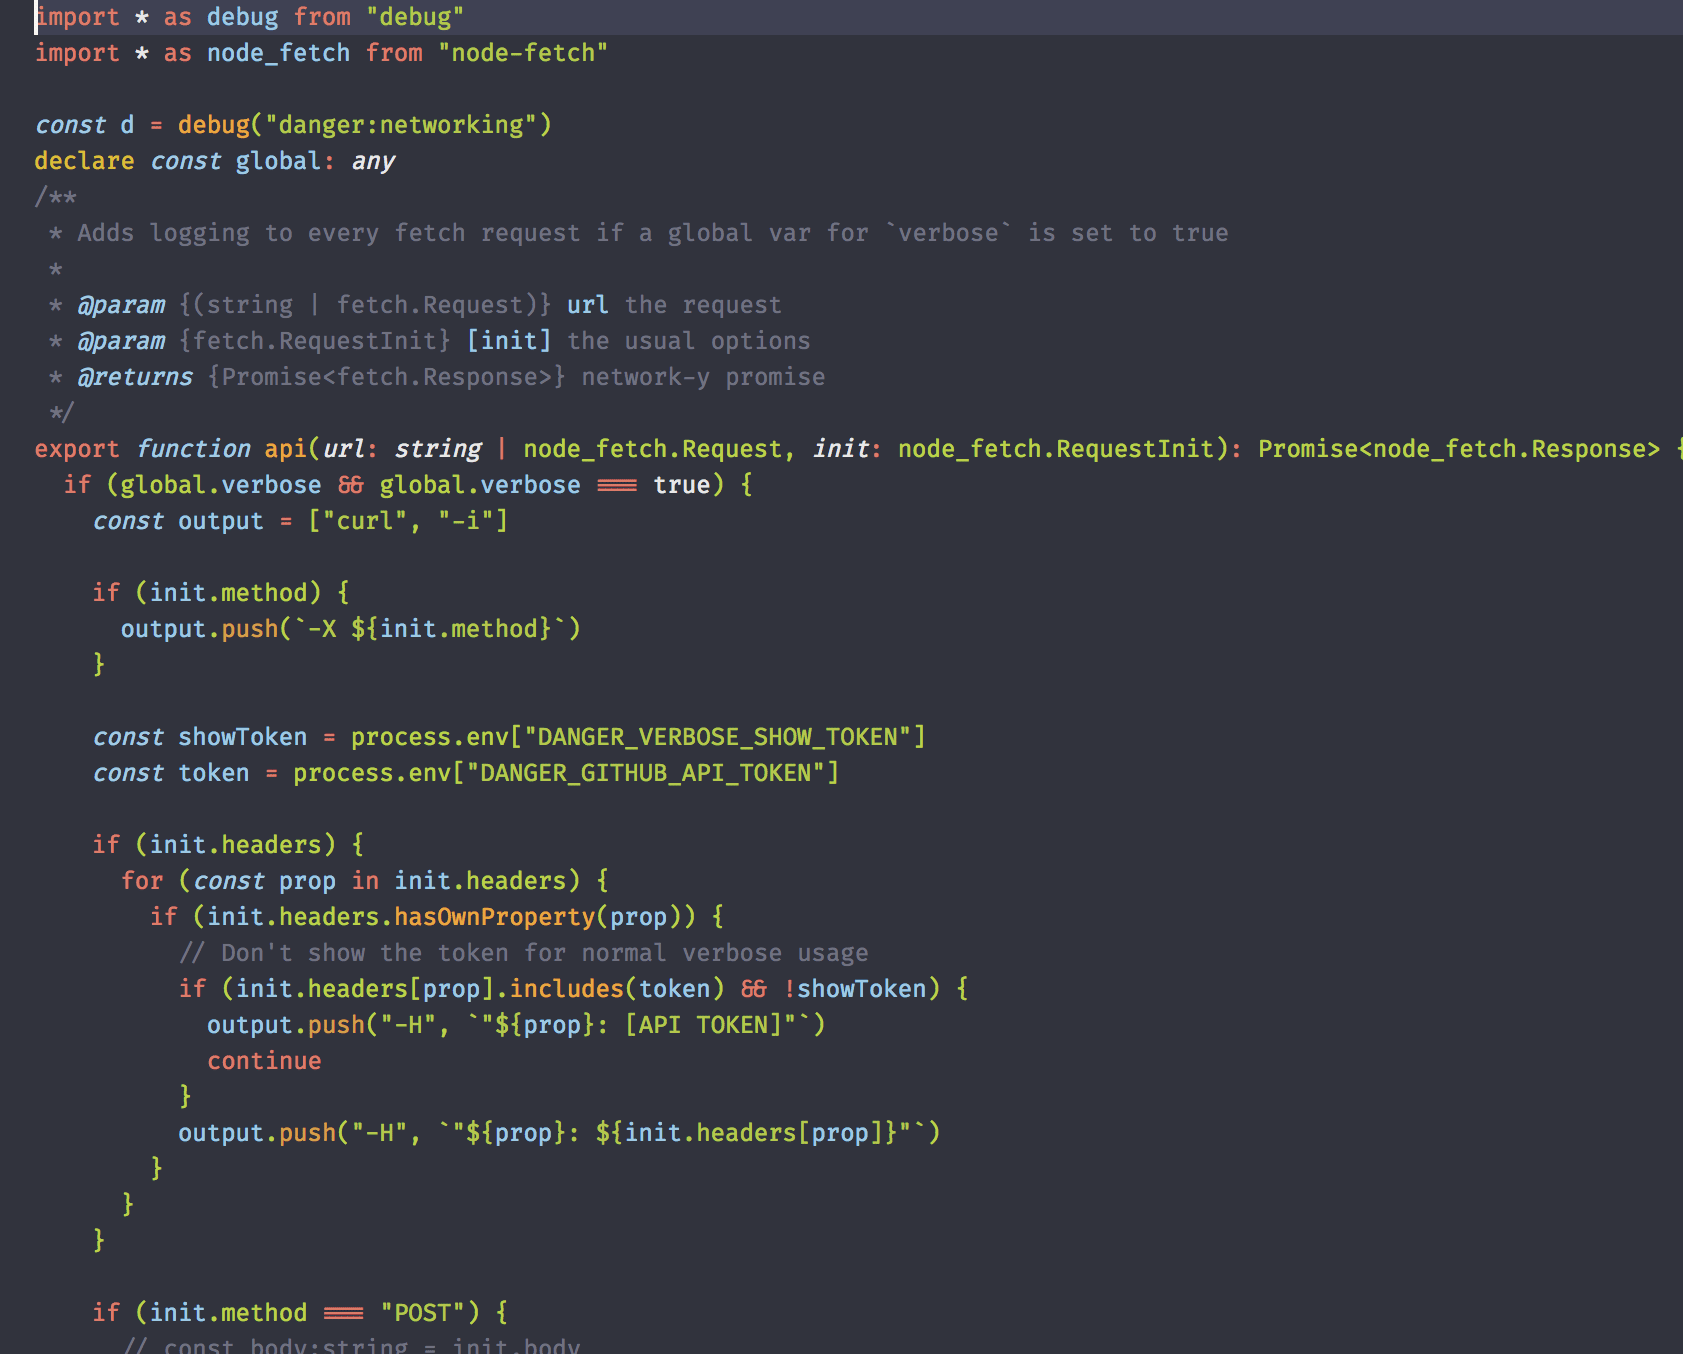 import * as debug from "debug"
import * as node_fetch from "node-fetch"

const d = debug("danger:networking")
declare const global: any
/**
 * Adds logging to every fetch request if a global var for `verbose` is set to true
 *
 * @param {(string | fetch.Request)} url the request
 * @param {fetch.RequestInit} [init] the usual options
 * @returns {Promise<fetch.Response>} network-y promise
 */
export function api(url: string | node_fetch.Request, init: node_fetch.RequestInit): Promise<node_fetch.Response> {
  if (global.verbose && global.verbose === true) {
    const output = ["curl", "-i"]

    if (init.method) {
      output.push(`-X ${init.method}`)
    }

    const showToken = process.env["DANGER_VERBOSE_SHOW_TOKEN"]
    const token = process.env["DANGER_GITHUB_API_TOKEN"]

    if (init.headers) {
      for (const prop in init.headers) {
        if (init.headers.hasOwnProperty(prop)) {
          // Don't show the token for normal verbose usage
          if (init.headers[prop].includes(token) && !showToken) {
            output.push("-H", `"${prop}: [API TOKEN]"`)
            continue
          }
          output.push("-H", `"${prop}: ${init.headers[prop]}"`)
        }
      }
    }

    if (init.method === "POST") {
      // const body:string = init.body